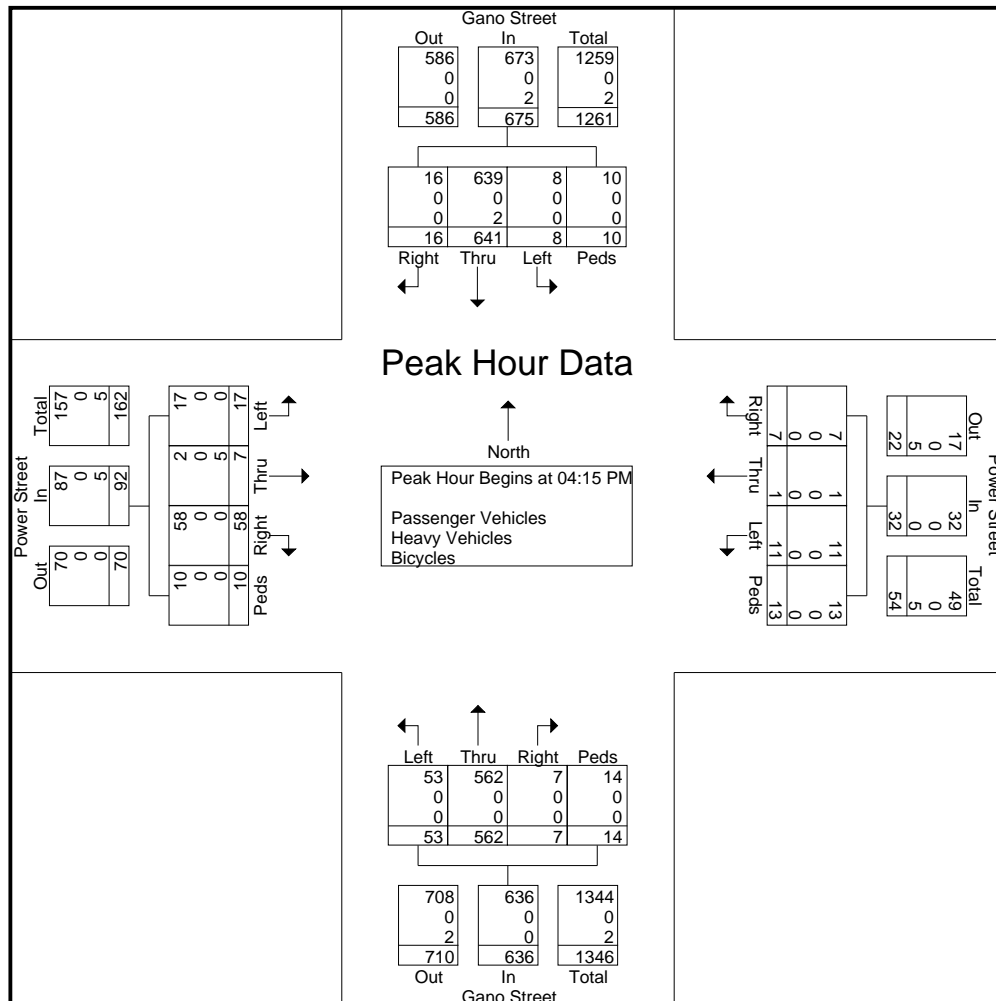 Gano Street
Out In Total
586 673 1259
0 0 0
0 2 2
586 675 1261
16 639 8 10
0 0 0 0
0 2 0 0
16 641 8 10
Right Thru Left Peds
Peak Hour Data
North
Peak Hour Begins at 04:15 PM
Passenger Vehicles
Heavy Vehicles
Bicycles
Power Street
Out In Total
70 87 157
0 0 0
0 5 5
70 92 162
Peds Right Thru Left
10 58 2 17
0 0 0 0
0 0 5 0
10 58 7 17
Power Street
Out In Total
17 32 49
0 0 0
5 0 5
22 32 54
Right Thru Left Peds
7 1 11 13
0 0 0 0
0 0 0 0
7 1 11 13
Left Thru Right Peds
53 562 7 14
0 0 0 0
0 0 0 0
53 562 7 14
708 636 1344
0 0 0
2 0 2
710 636 1346
Out In Total
Gano Street